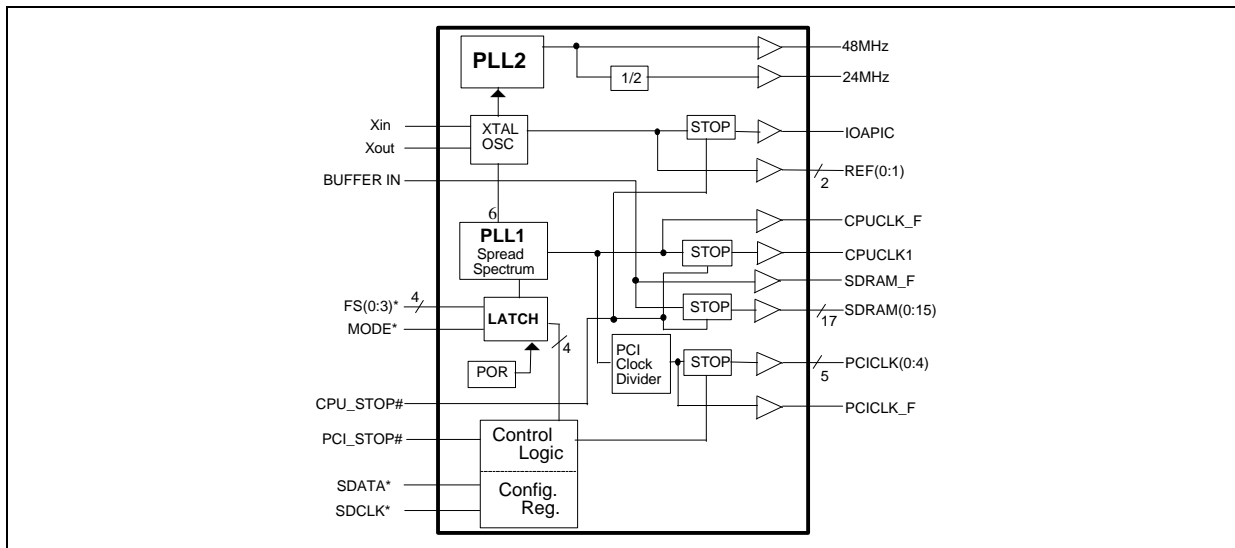 PLL2
48MHz
1/2
24MHz
Xin
Xout
XTAL
OSC
STOP
IOAPIC
BUFFER IN
REF(0:1)
2
6
PLL1
Spread
Spectrum
CPUCLK_F
STOP
CPUCLK1
SDRAM_F
FS(0:3)*
4
MODE*
LATCH
4
STOP
SDRAM(0:15)
17
POR
PCI
Clock
Divider
STOP
PCICLK(0:4)
5
CPU_STOP#
PCICLK_F
PCI_STOP#
Control
Logic
SDATA*
SDCLK*
Config.
Reg.